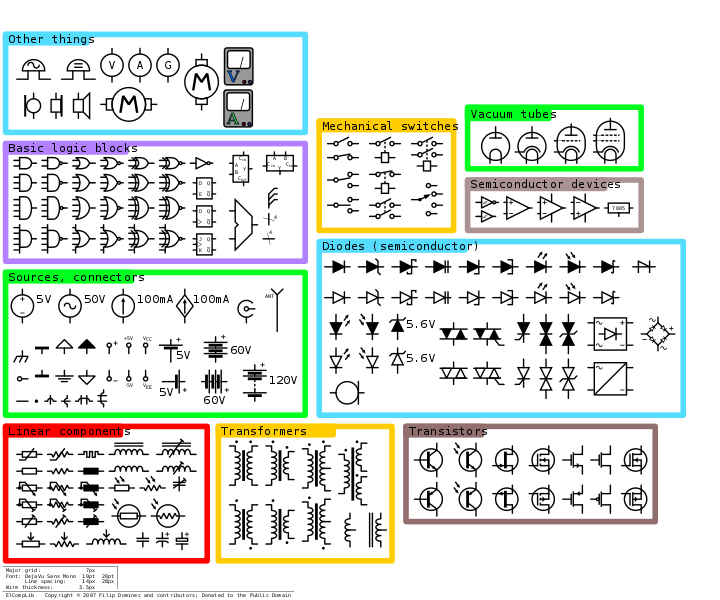 Other things
V A G
M
V
M
A
Mechanical switches
Vacuum tubes
Basic logic blocks
Semiconductor devices
7805
Diodes (semiconductor)
Sources, connectors
5V
50V
100mA
100mA
ANT
+5V
VCC
5V
60V
-5V
VEE
5V
60V
120V
5.6V
5.6V
Linear components
Transformers
Transistors
Major grid: 7px
Font: DejaVu Sans Mono 10pt 20pt
Line spacing: 14px 28px
Wire thickness: 3.5px
ElCompLib Copyright © 2007 Filip Dominec and contributors; Donated to the Public Domain